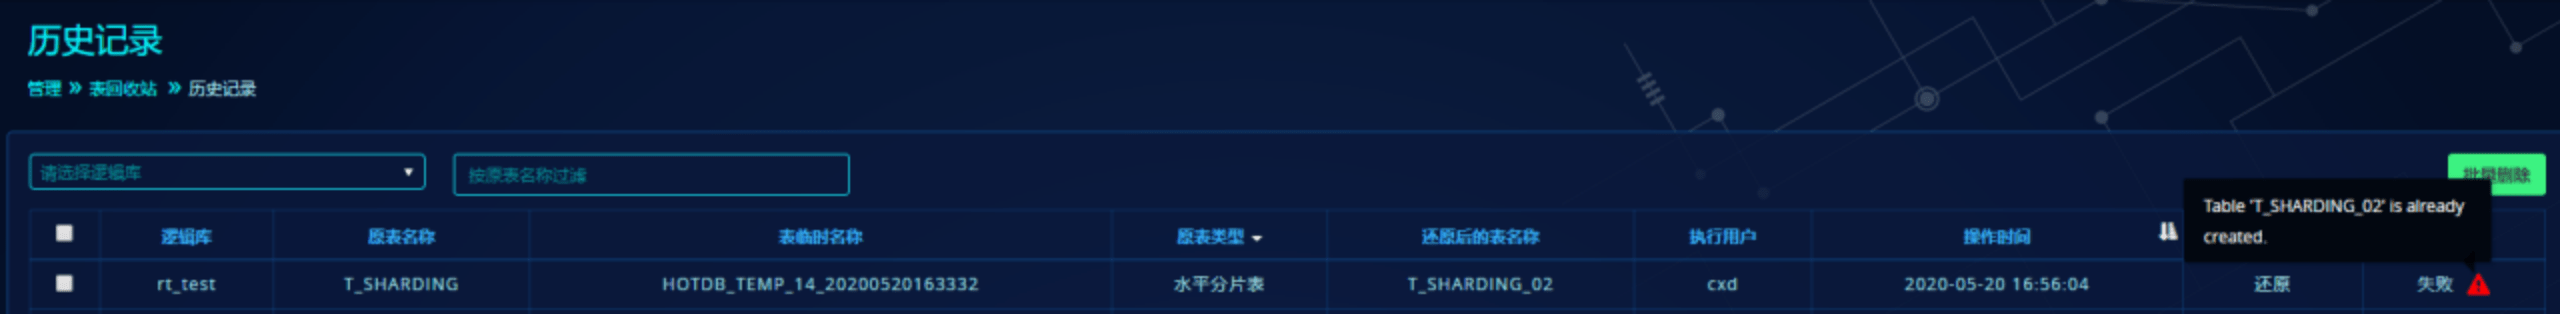 历史记录
管理 » 表回收站 » 历史记录
请选择逻辑库
按原表名称过滤
批量删除
Table 'T_SHARDING_02' is already
created.
逻辑库 原表名称 表临时名称 原表类型 还原后的表名称 执行用户 操作时间
rt_test T_SHARDING HOTDB_TEMP_14_20200520163332 水平分片表 T_SHARDING_02 cxd 2020-05-20 16:56:04 还原 失败